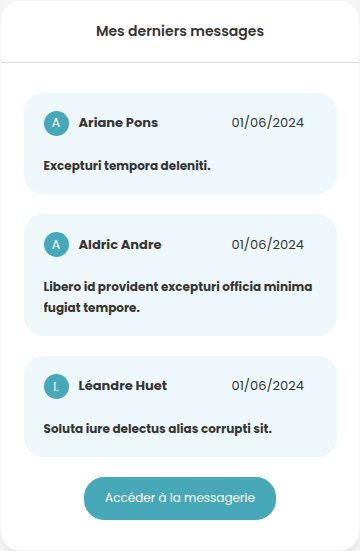 Mes derniers messages
A Ariane Pons 01/06/2024
Excepturi tempora deleniti.
A Aldric Andre 01/06/2024
Libero id provident excepturi officia minima
fugiat tempore.
L Léandre Huet 01/06/2024
Soluta iure delectus alias corrupti sit.
Accéder à la messagerie